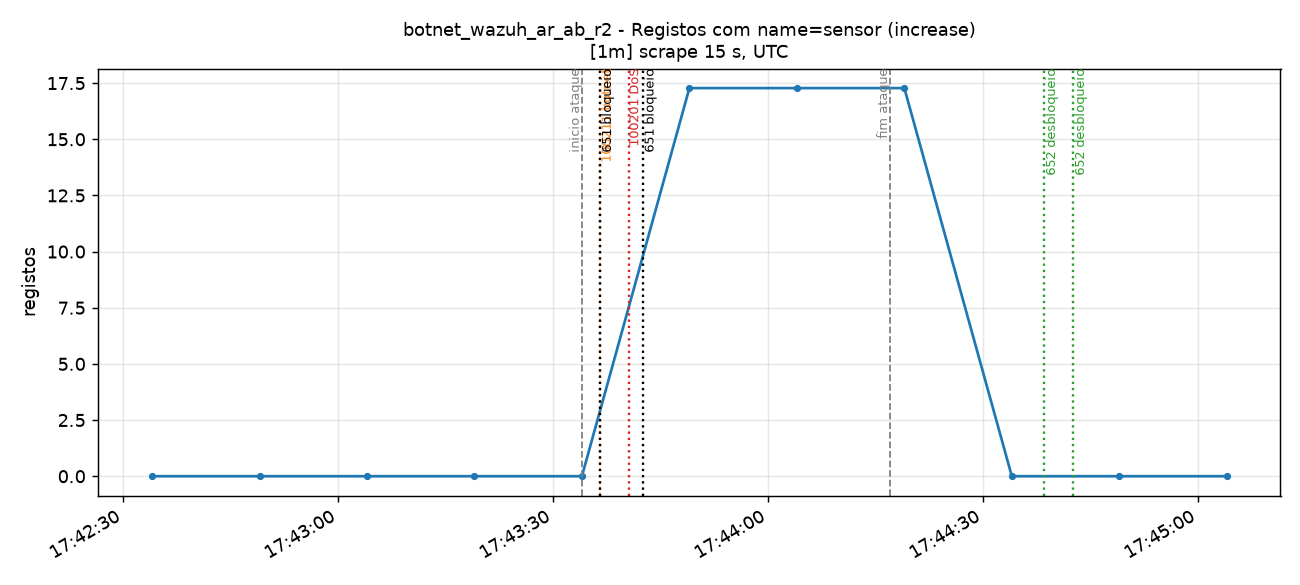 botnet_wazuh_ar_ab_r2 - Registos com name=sensor (increase)
[1m] scrape 15 s, UTC
registos
17.5
15.0
12.5
10.0
7.5
5.0
2.5
0.0
inicio ataque
651 bloqueio
100201 DoS
651 bloqueio
fim ataque
652 desbloqueio
652 desbloqueio
17:42:30
17:43:00
17:43:30
17:44:00
17:44:30
17:45:00